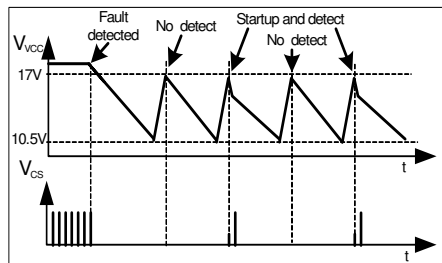 Fault
detected
No detect
Startup and detect
No detect
VVCC
17V
10.5V
t
VCS
t